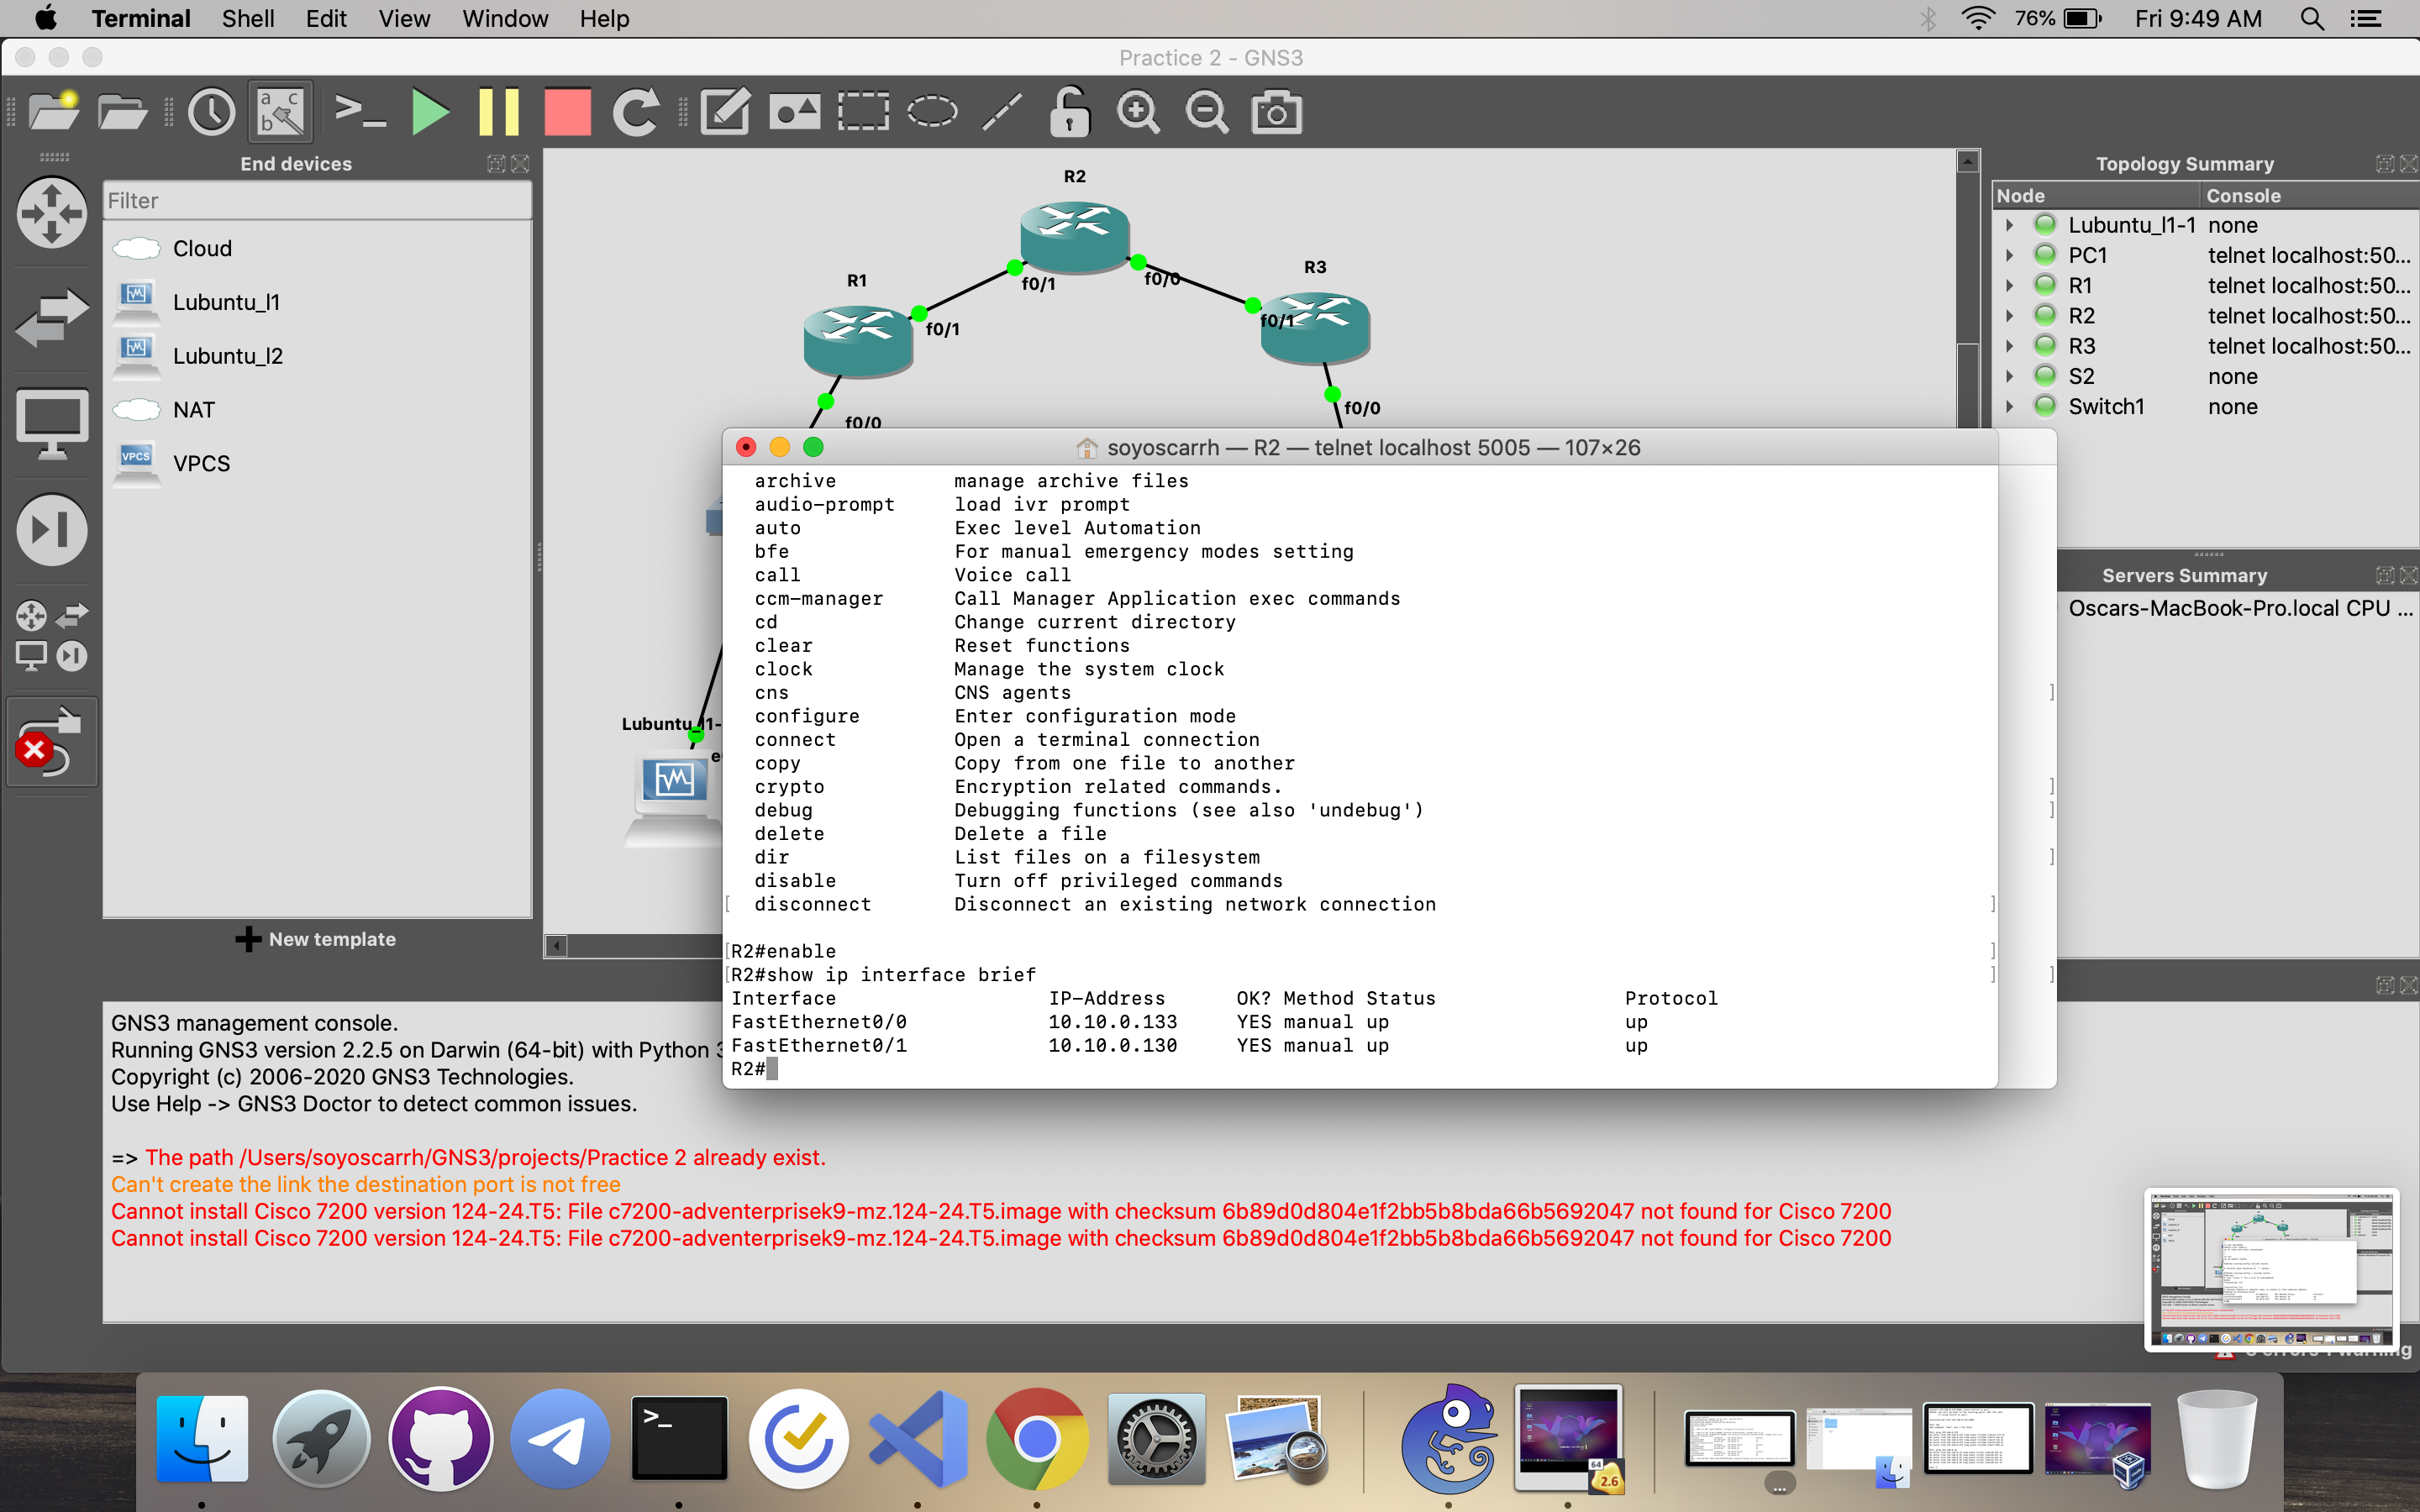 Terminal Shell Edit View Window Help 76% Fri 9:49 AM
Practice 2 - GNS3
End devices
Filter
Cloud
Lubuntu_l1
Lubuntu_l2
NAT
VPCS
VPCS
New template
R2
R1
R3
f0/1
f0/0
f0/1
f0/1
f0/0
f0/0
Lubuntu_l1-
e
Topology Summary
Node Console
Lubuntu_l1-1 none
PC1 telnet localhost:50...
R1 telnet localhost:50...
R2 telnet localhost:50...
R3 telnet localhost:50...
S2 none
Switch1 none
Servers Summary
Oscars-MacBook-Pro.local CPU ...
soyoscarrh — R2 — telnet localhost 5005 — 107×26
archive manage archive files
audio-prompt load ivr prompt
auto Exec level Automation
bfe For manual emergency modes setting
call Voice call
ccm-manager Call Manager Application exec commands
cd Change current directory
clear Reset functions
clock Manage the system clock
cns CNS agents
configure Enter configuration mode
connect Open a terminal connection
copy Copy from one file to another
crypto Encryption related commands.
debug Debugging functions (see also 'undebug')
delete Delete a file
dir List files on a filesystem
disable Turn off privileged commands
disconnect Disconnect an existing network connection
R2#enable
R2#show ip interface brief
Interface IP-Address OK? Method Status Protocol
FastEthernet0/0 10.10.0.133 YES manual up up
FastEthernet0/1 10.10.0.130 YES manual up up
R2#
GNS3 management console.
Running GNS3 version 2.2.5 on Darwin (64-bit) with Python 3
Copyright (c) 2006-2020 GNS3 Technologies.
Use Help -> GNS3 Doctor to detect common issues.
=> The path /Users/soyoscarrh/GNS3/projects/Practice 2 already exist.
Can't create the link the destination port is not free
Cannot install Cisco 7200 version 124-24.T5: File c7200-adventerprisek9-mz.124-24.T5.image with checksum 6b89d0d804e1f2bb5b8bda66b5692047 not found for Cisco 7200
Cannot install Cisco 7200 version 124-24.T5: File c7200-adventerprisek9-mz.124-24.T5.image with checksum 6b89d0d804e1f2bb5b8bda66b5692047 not found for Cisco 7200
64
2.6